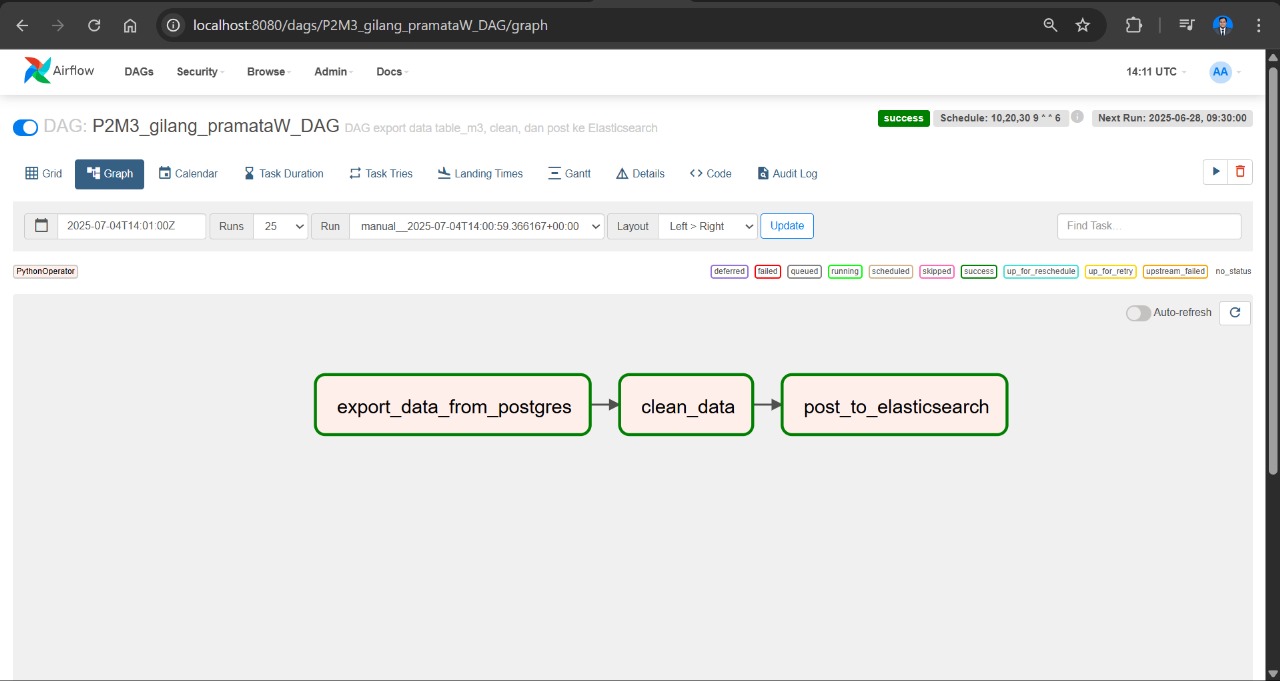 localhost:8080/dags/P2M3_gilang_pramataW_DAG/graph
Airflow DAGs Security Browse Admin Docs 14:11 UTC AA
DAG: P2M3_gilang_pramataW_DAG DAG export data table_m3, clean, dan post ke Elasticsearch success Schedule: 10,20,30 9 * * 6 i Next Run: 2025-06-28, 09:30:00
Grid Graph Calendar Task Duration Task Tries Landing Times Gantt Details <> Code Audit Log
2025-07-04T14:01:00Z Runs 25 Run manual__2025-07-04T14:00:59.366167+00:00 Layout Left > Right Update Find Task...
PythonOperator deferred failed queued running scheduled skipped success up_for_reschedule up_for_retry upstream_failed no_status
Auto-refresh
export_data_from_postgres clean_data post_to_elasticsearch